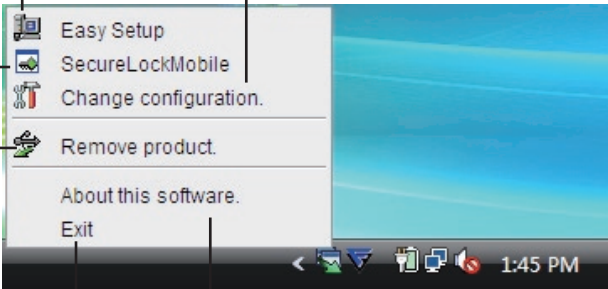 Easy Setup
SecureLockMobile
Change configuration.
Remove product.
About this software.
Exit
< 1:45 PM